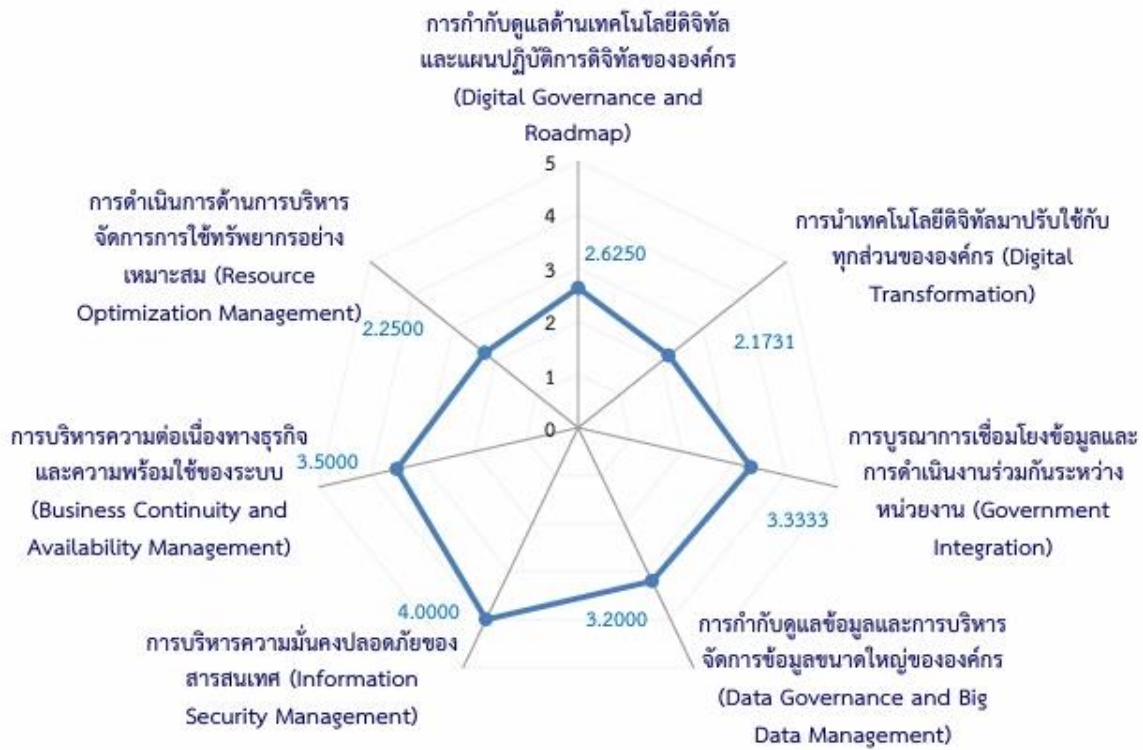 การกำกับดูแลด้านเทคโนโลยีดิจิทัล
และแผนปฏิบัติการดิจิทัลขององค์กร
(Digital Governance and
Roadmap)
5
4
3
2
1
0
2.6250
การนำเทคโนโลยีดิจิทัลมาปรับใช้กับ
ทุกส่วนขององค์กร (Digital
Transformation)
2.1731
การบูรณาการเชื่อมโยงข้อมูลและ
การดำเนินงานร่วมกันระหว่าง
หน่วยงาน (Government
Integration)
3.3333
การกำกับดูแลข้อมูลและการบริหาร
จัดการข้อมูลขนาดใหญ่ขององค์กร
(Data Governance and Big
Data Management)
3.2000
การบริหารความมั่นคงปลอดภัยของ
สารสนเทศ (Information
Security Management)
4.0000
การบริหารความต่อเนื่องทางธุรกิจ
และความพร้อมใช้ของระบบ
(Business Continuity and
Availability Management)
3.5000
การดำเนินการด้านการบริหาร
จัดการการใช้ทรัพยากรอย่าง
เหมาะสม (Resource
Optimization Management)
2.2500